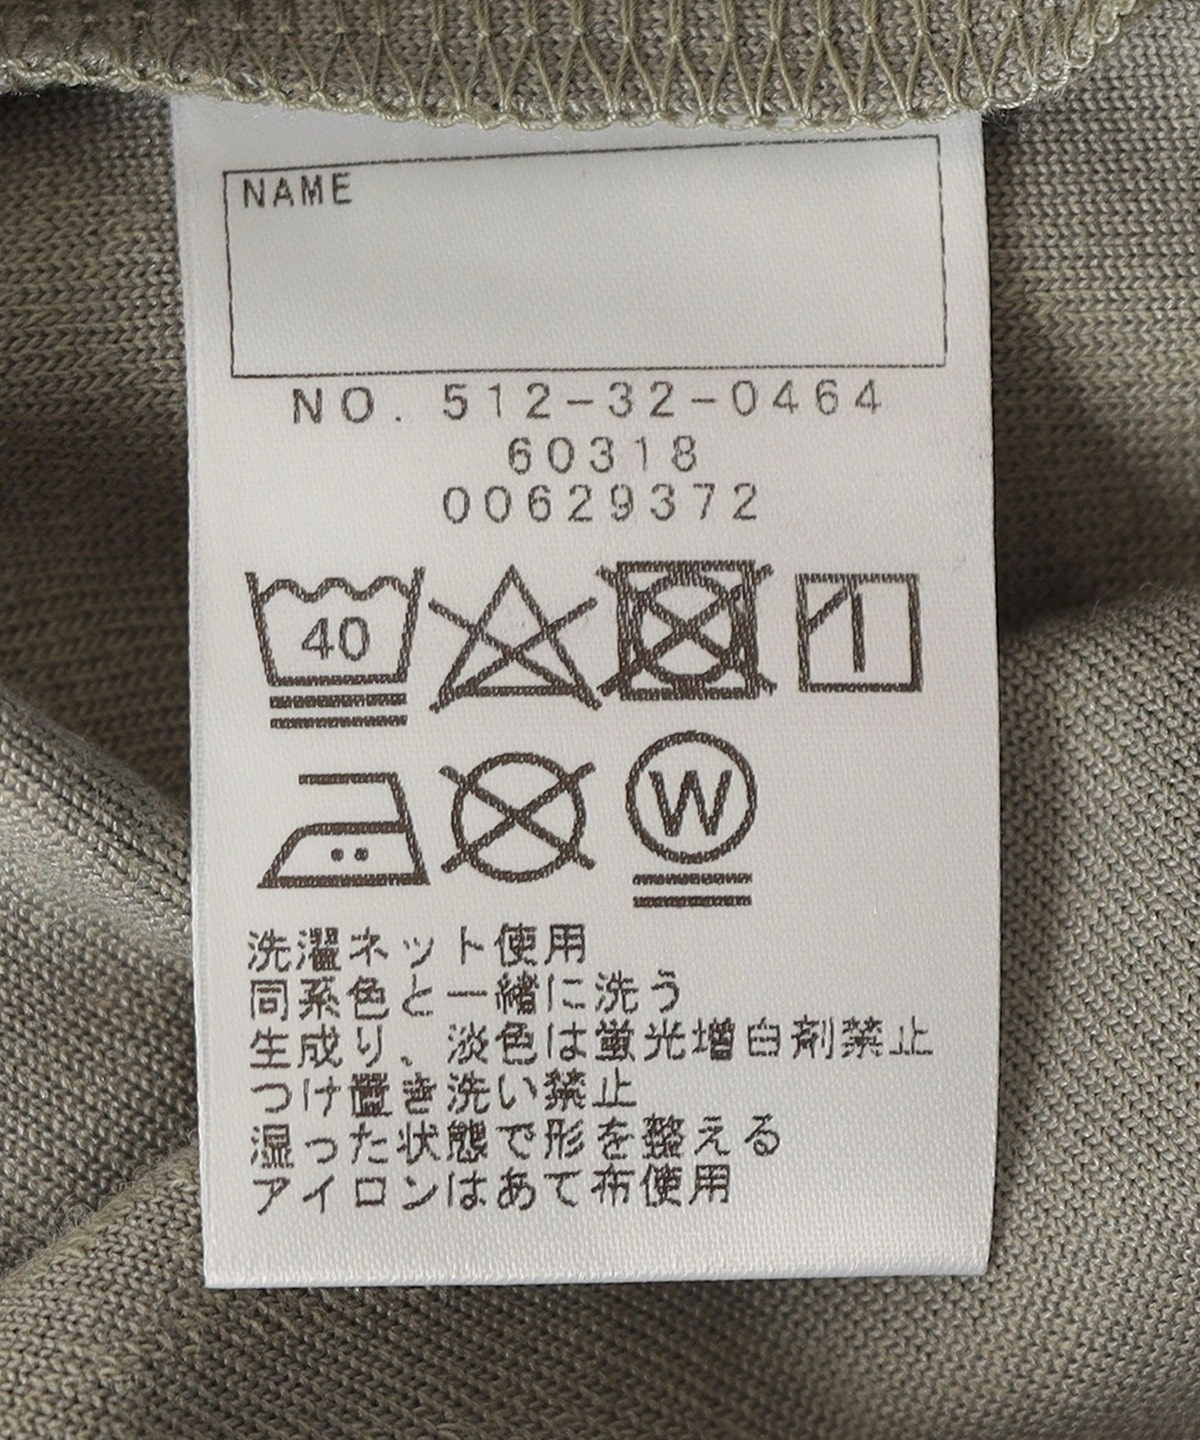 NAME
NO. 512-32-0464
60318
00629372
40
W
洗濯ネット使用
同系色と一緒に洗う
生成り、淡色は蛍光増白剤禁止
つけ置き洗い禁止
湿った状態で形を整える
アイロンはあて布使用